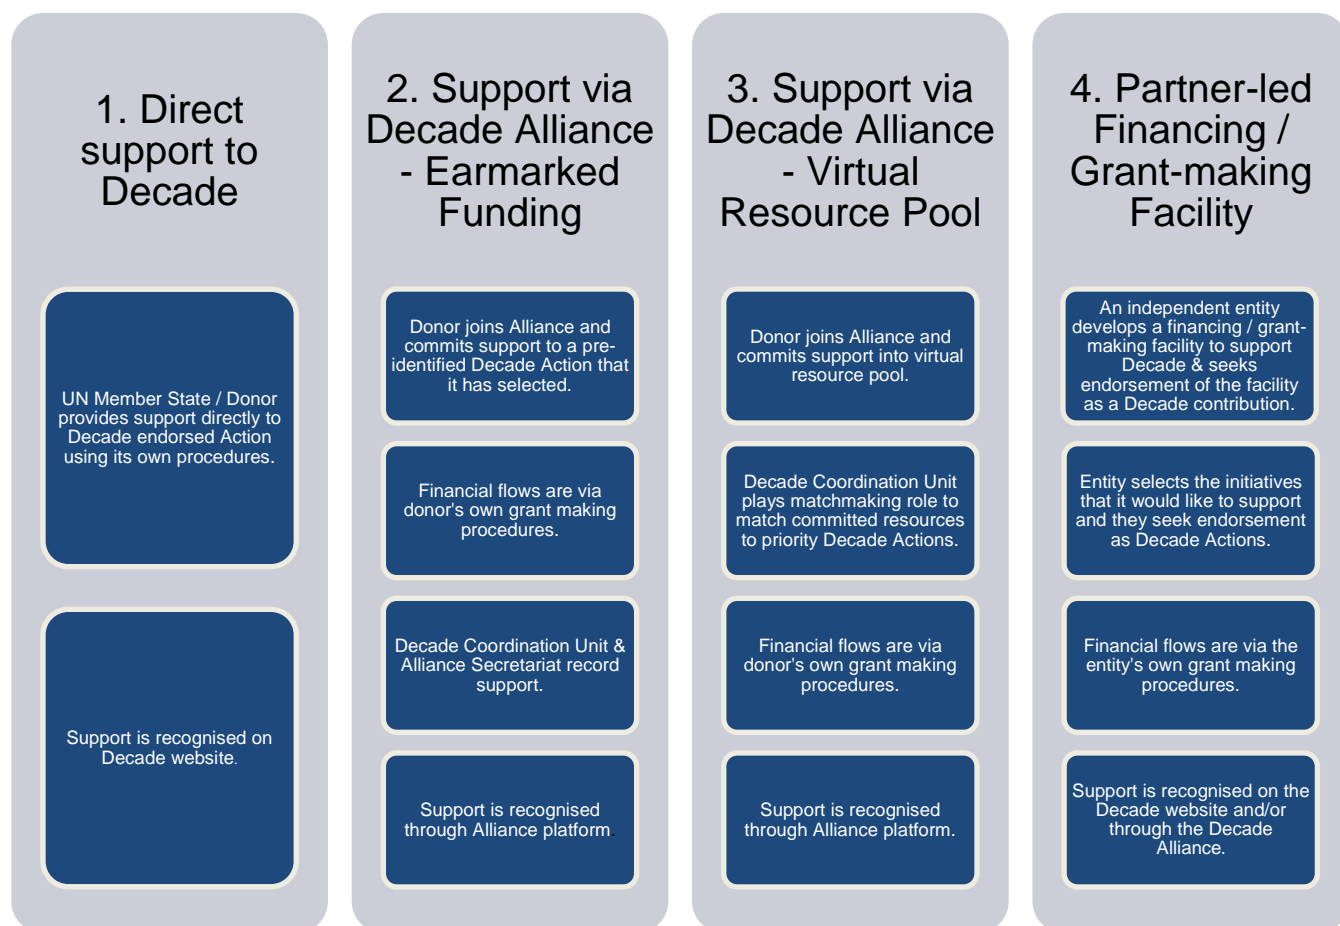 1. Direct
support to
Decade
UN Member State / Donor
provides support directly to
Decade endorsed Action
using its own procedures.
Support is recognised on
Decade website.
2. Support via
Decade Alliance
- Earmarked
Funding
Donor joins Alliance and
commits support to a pre-
identified Decade Action that
it has selected.
Financial flows are via
donor's own grant making
procedures.
Decade Coordination Unit &
Alliance Secretariat record
support.
Support is recognised
through Alliance platform.
3. Support via
Decade Alliance
- Virtual
Resource Pool
Donor joins Alliance and
commits support into virtual
resource pool.
Decade Coordination Unit
plays matchmaking role to
match committed resources
to priority Decade Actions.
Financial flows are via
donor's own grant making
procedures.
Support is recognised
through Alliance platform.
4. Partner-led
Financing /
Grant-making
Facility
An independent entity
develops a financing / grant-
making facility to support
Decade & seeks
endorsement of the facility
as a Decade contribution.
Entity selects the initiatives
that it would like to support
and they seek endorsement
as Decade Actions.
Financial flows are via the
entity's own grant making
procedures.
Support is recognised on the
Decade website and/or
through the Decade
Alliance.